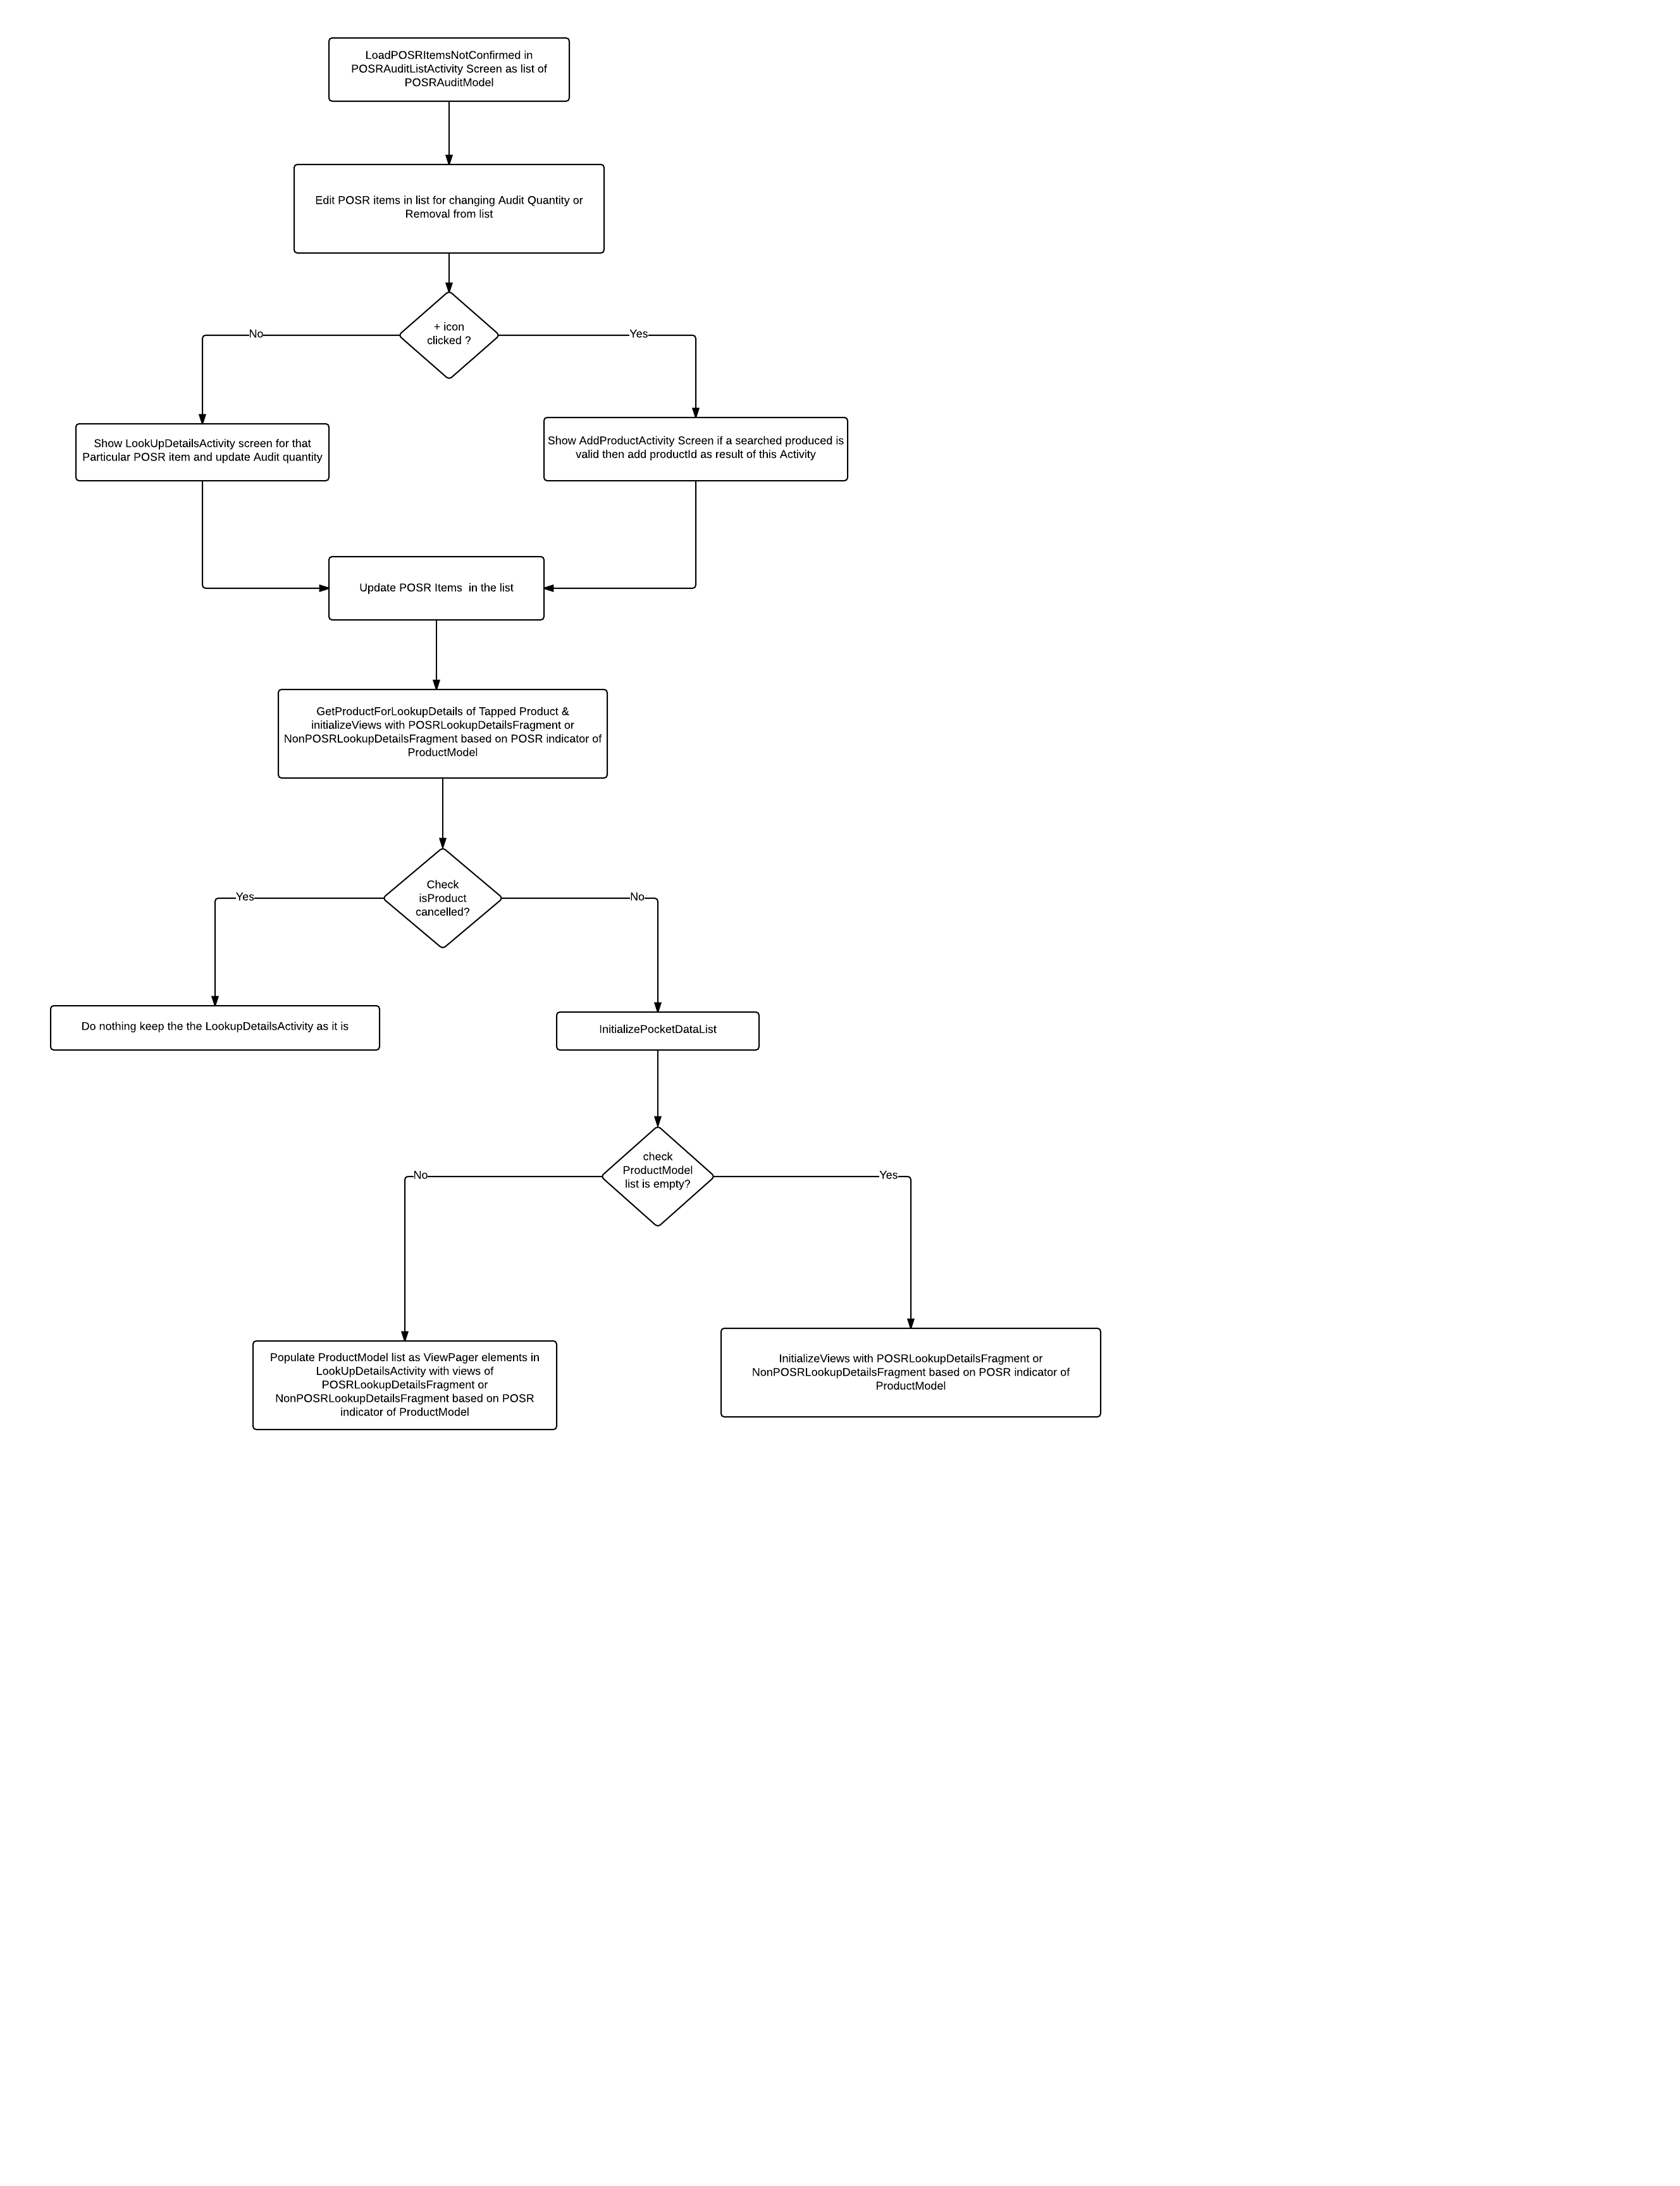 LoadPOSRItemsNotConfirmed in
POSRAuditListActivity Screen as list of
POSRAuditModel
Edit POSR items in list for changing Audit Quantity or
Removal from list
+ icon
clicked ?
No
Yes
Show LookUpDetailsActivity screen for that
Particular POSR item and update Audit quantity
Show AddProductActivity Screen if a searched produced is
valid then add productId as result of this Activity
Update POSR Items  in the list
GetProductForLookupDetails of Tapped Product &
initializeViews with POSRLookupDetailsFragment or
NonPOSRLookupDetailsFragment based on POSR indicator of
ProductModel
Check
isProduct
cancelled?
Yes
No
Do nothing keep the the LookupDetailsActivity as it is
InitializePocketDataList
check
ProductModel
list is empty?
No
Yes
Populate ProductModel list as ViewPager elements in
LookUpDetailsActivity with views of
POSRLookupDetailsFragment or
NonPOSRLookupDetailsFragment based on POSR
indicator of ProductModel
InitializeViews with POSRLookupDetailsFragment or
NonPOSRLookupDetailsFragment based on POSR indicator of
ProductModel